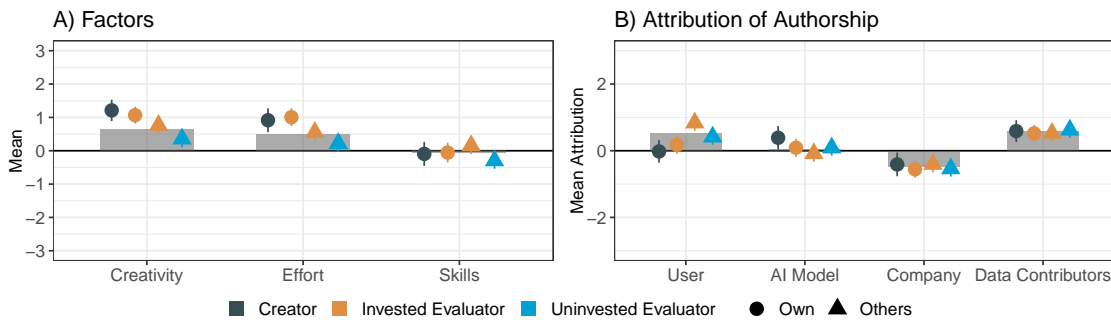 A) Factors
Mean
3
2
1
0
−1
−2
−3
Creativity
Effort
Skills
B) Attribution of Authorship
Mean Attribution
2
0
−2
User
AI Model
Company
Data Contributors
Creator
Invested Evaluator
Uninvested Evaluator
Own
Others